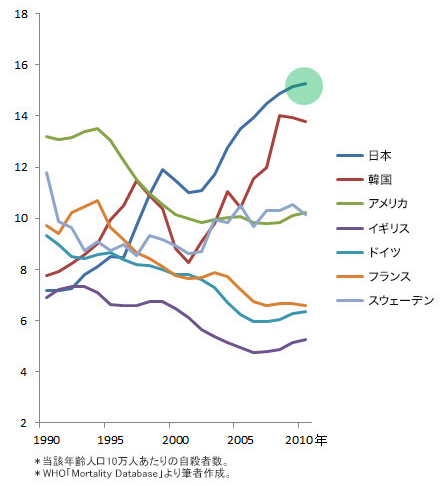 18
16
14
12
10
8
6
4
2
1990 1995 2000 2005 2010年
日本
韓国
アメリカ
イギリス
ドイツ
フランス
スウェーデン
＊当該年齢人口10万人あたりの自殺者数。
＊WHO「Mortality Database」より筆者作成。